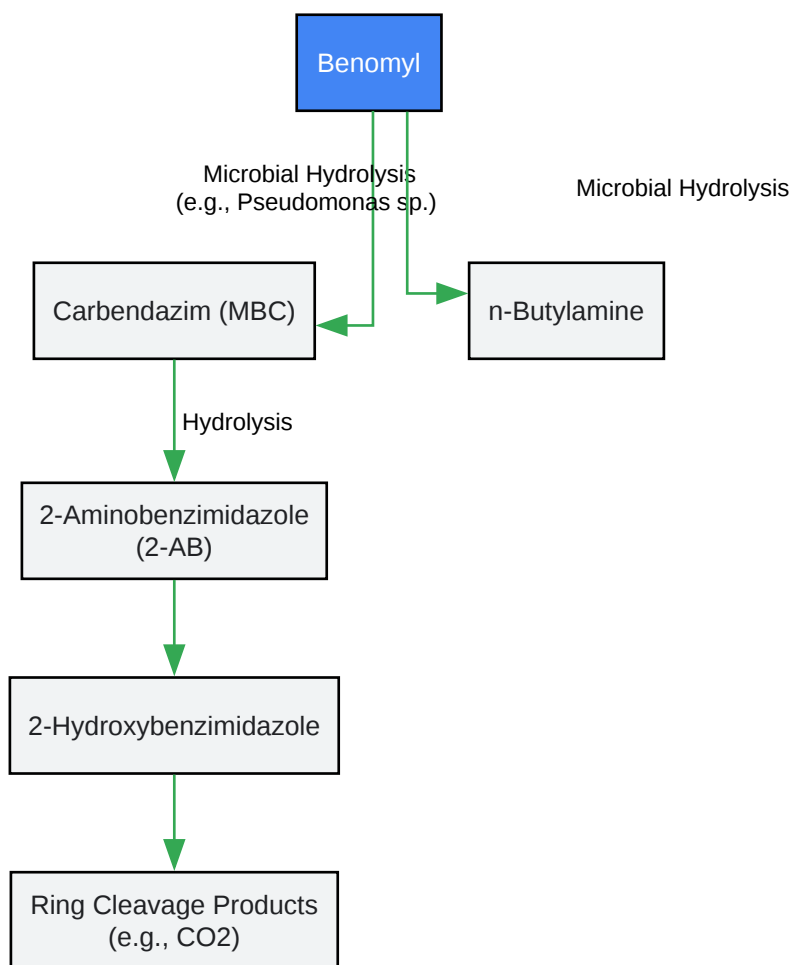 Benomyl
Microbial Hydrolysis
(e.g., Pseudomonas sp.)
Microbial Hydrolysis
Carbendazim (MBC)
n-Butylamine
Hydrolysis
2-Aminobenzimidazole
(2-AB)
2-Hydroxybenzimidazole
Ring Cleavage Products
(e.g., CO2)